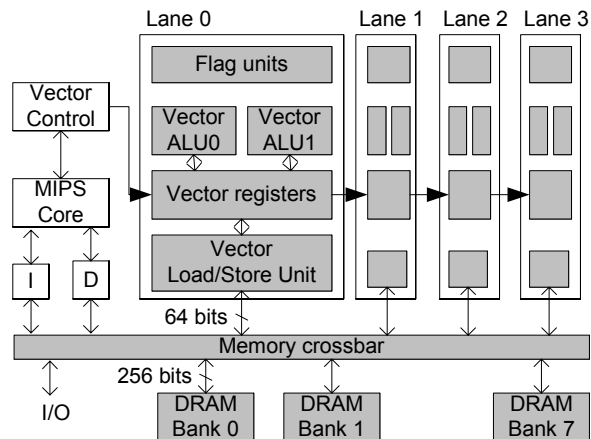 Lane 0
Lane 1
Lane 2
Lane 3
Flag units
Vector
Control
Vector
ALU0
Vector
ALU1
MIPS
Core
Vector registers
Vector
Load/Store Unit
I
D
64 bits
Memory crossbar
256 bits
I/O
DRAM
Bank 0
DRAM
Bank 1
DRAM
Bank 7